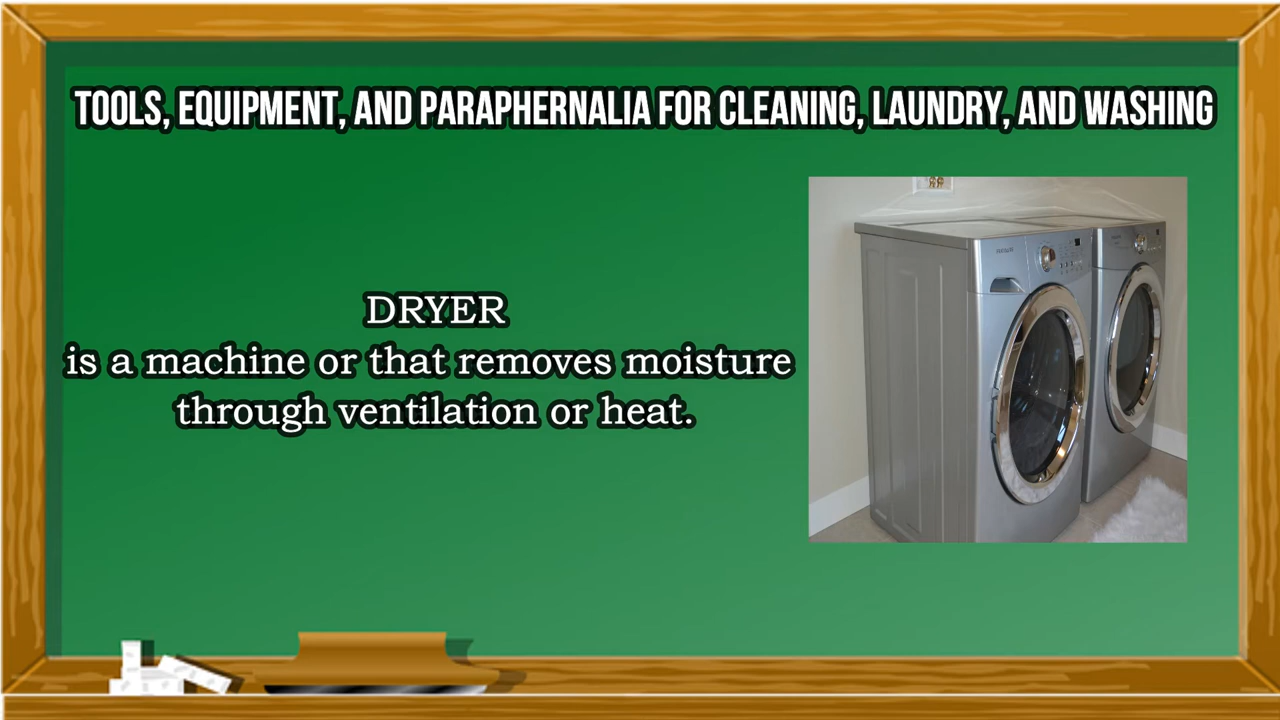 TOOLS, EQUIPMENT, AND PARAPHERNALIA FOR CLEANING, LAUNDRY, AND WASHING
DRYER
is a machine or that removes moisture
through ventilation or heat.